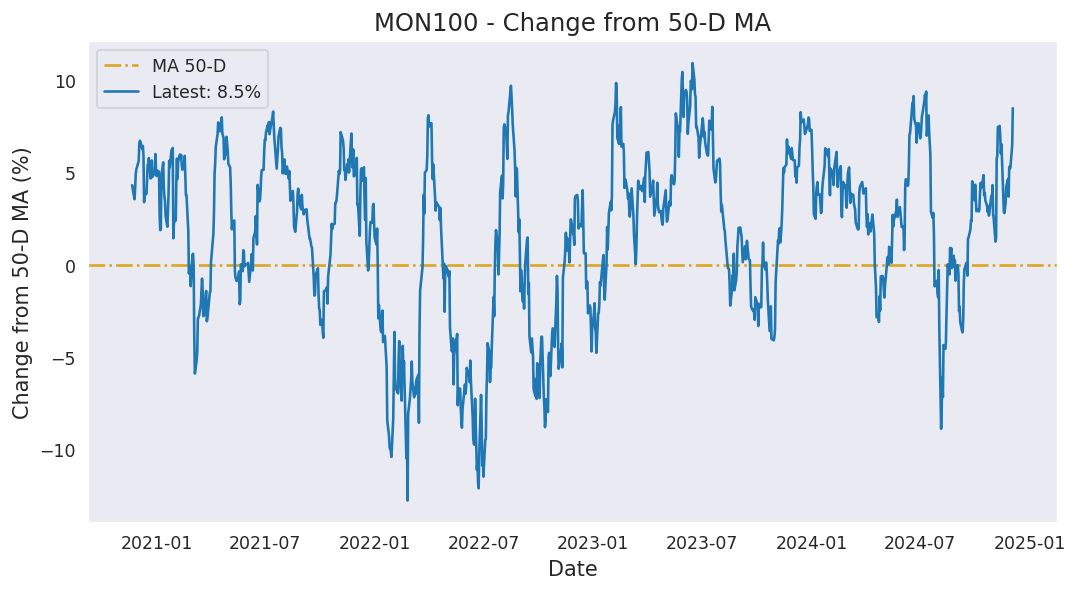 MON100 - Change from 50-D MA
MA 50-D
Latest: 8.5%
Change from 50-D MA (%)
10
5
0
−5
−10
2021-01 2021-07 2022-01 2022-07 2023-01 2023-07 2024-01 2024-07 2025-01
Date